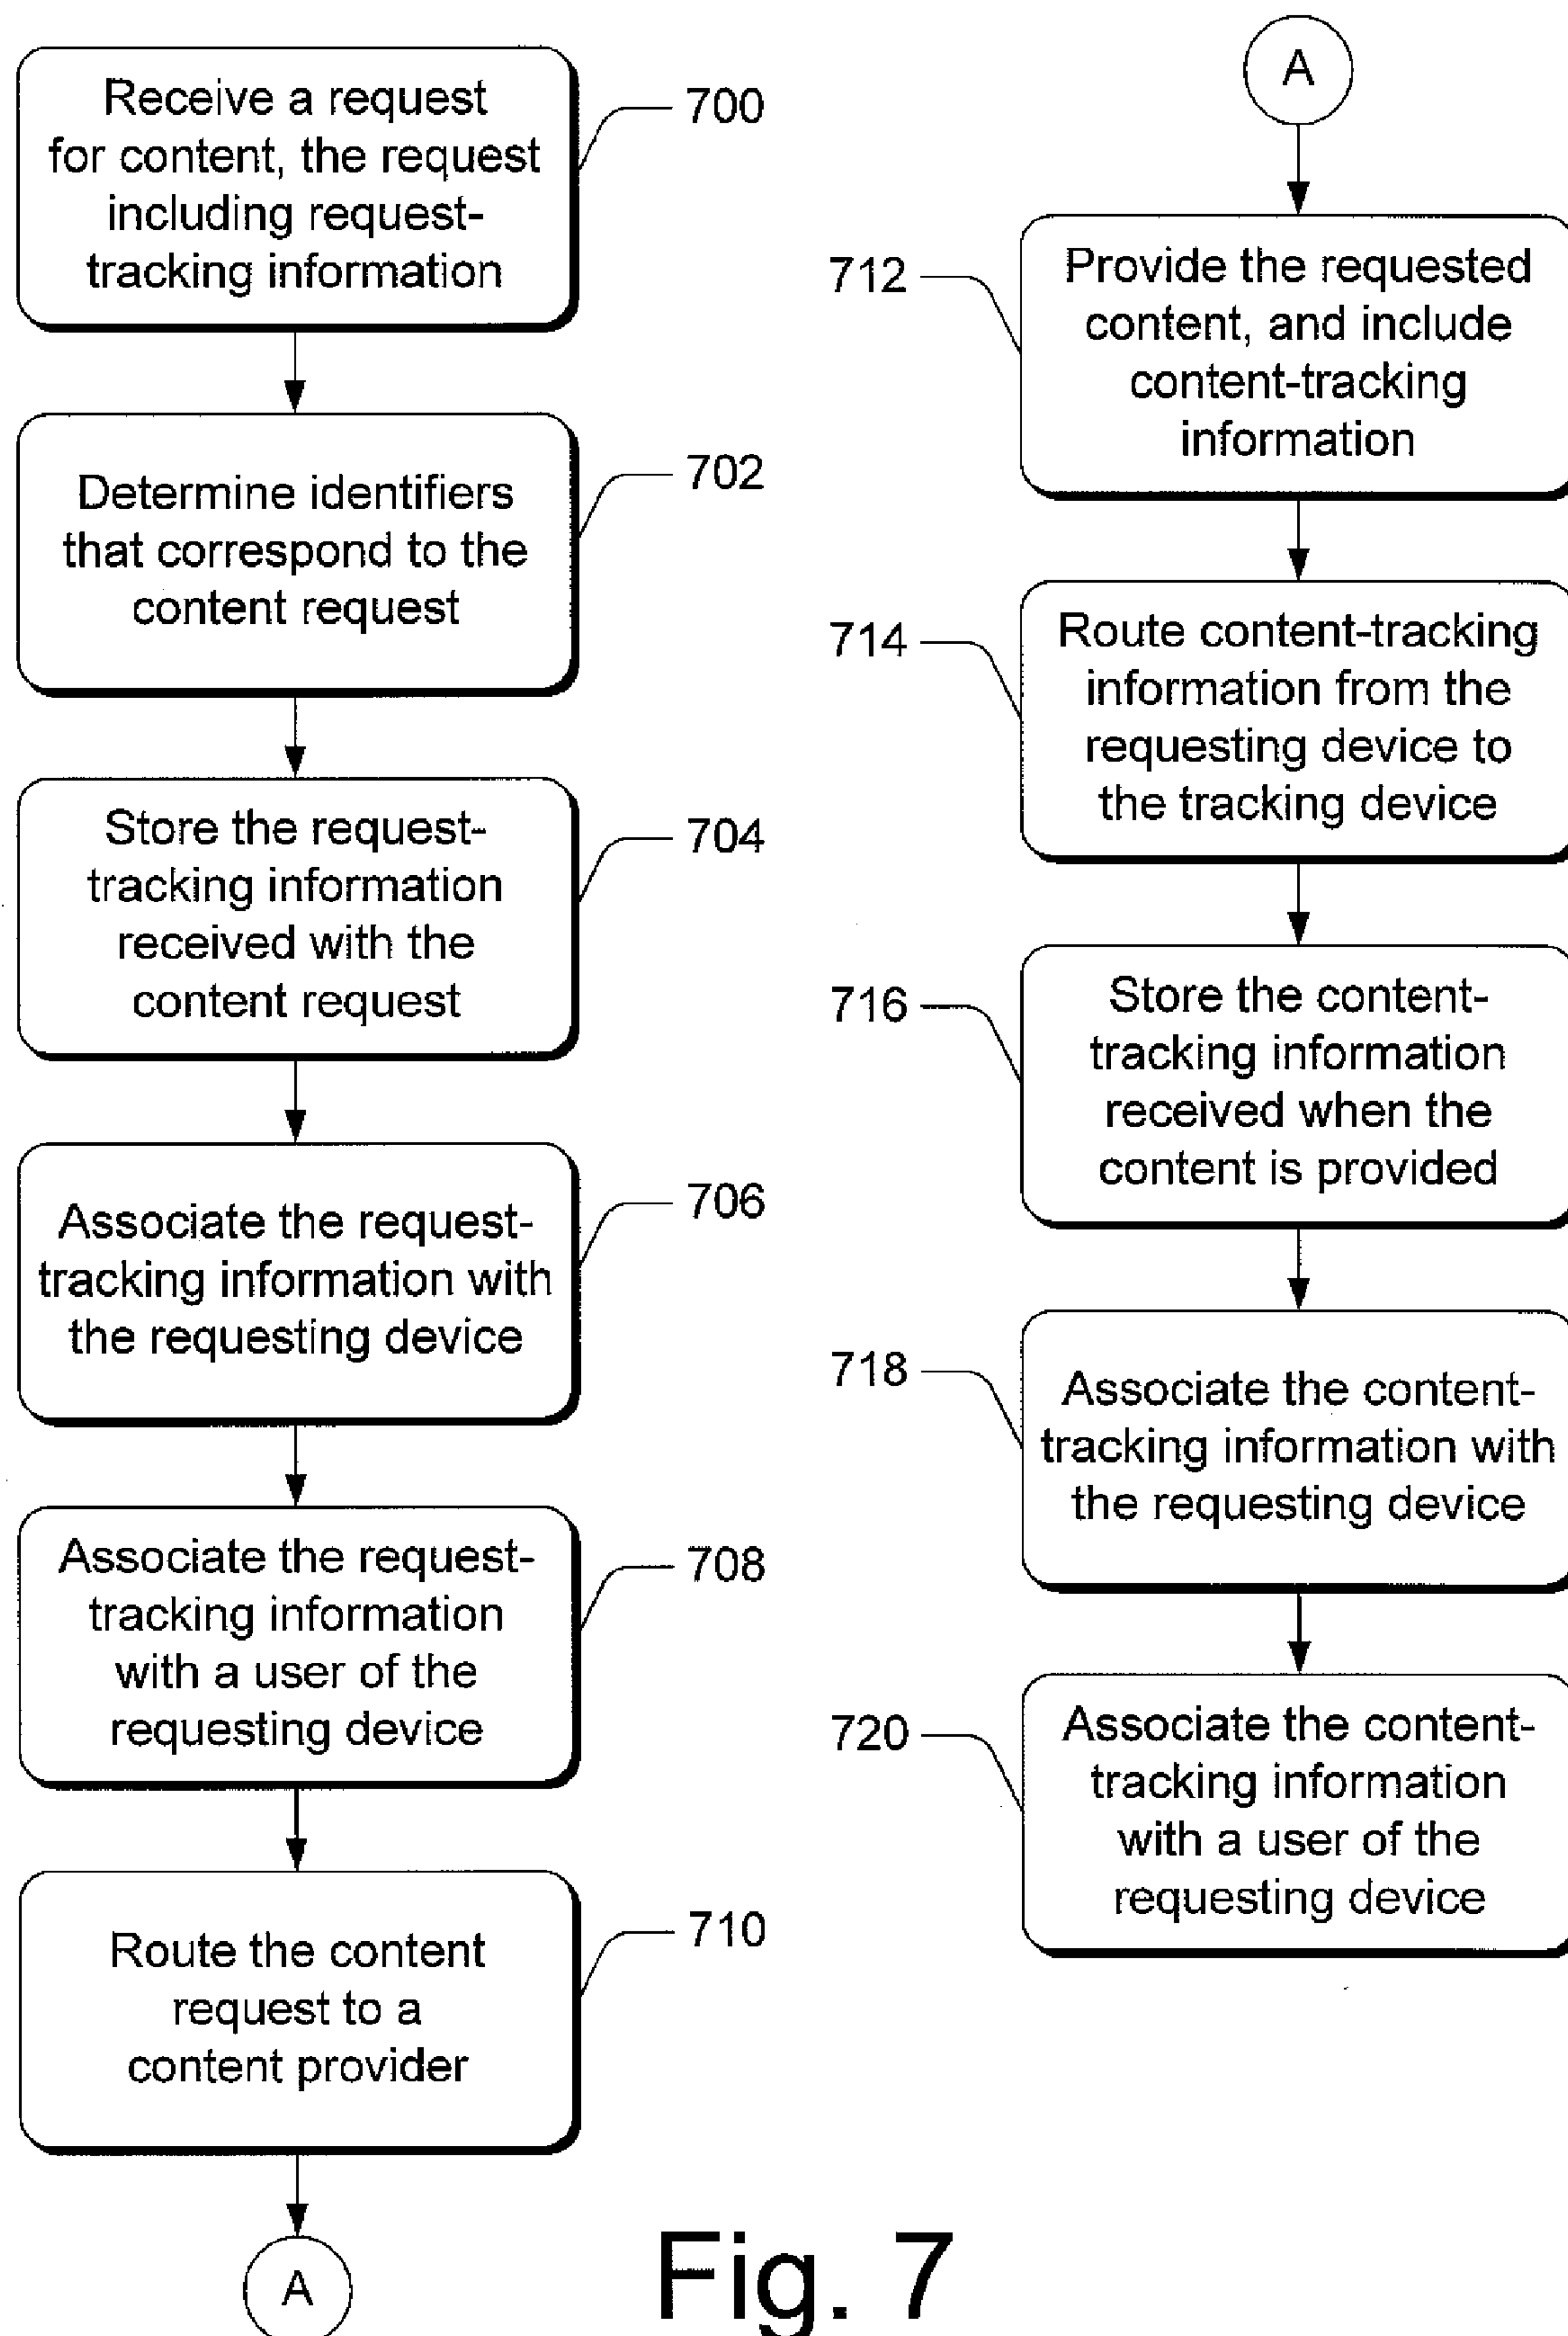 Receive a request
for content, the request
including request-
tracking information
700
Determine identifiers
that correspond to the
content request
702
Store the request-
tracking information
received with the
content request
704
Associate the request-
tracking information with
the requesting device
706
Associate the request-
tracking information
with a user of the
requesting device
708
Route the content
request to a
content provider
710
A
A
712
Provide the requested
content, and include
content-tracking
information
714
Route content-tracking
information from the
requesting device to
the tracking device
716
Store the content-
tracking information
received when the
content is provided
718
Associate the content-
tracking information with
the requesting device
720
Associate the content-
tracking information
with a user of the
requesting device
Fig. 7